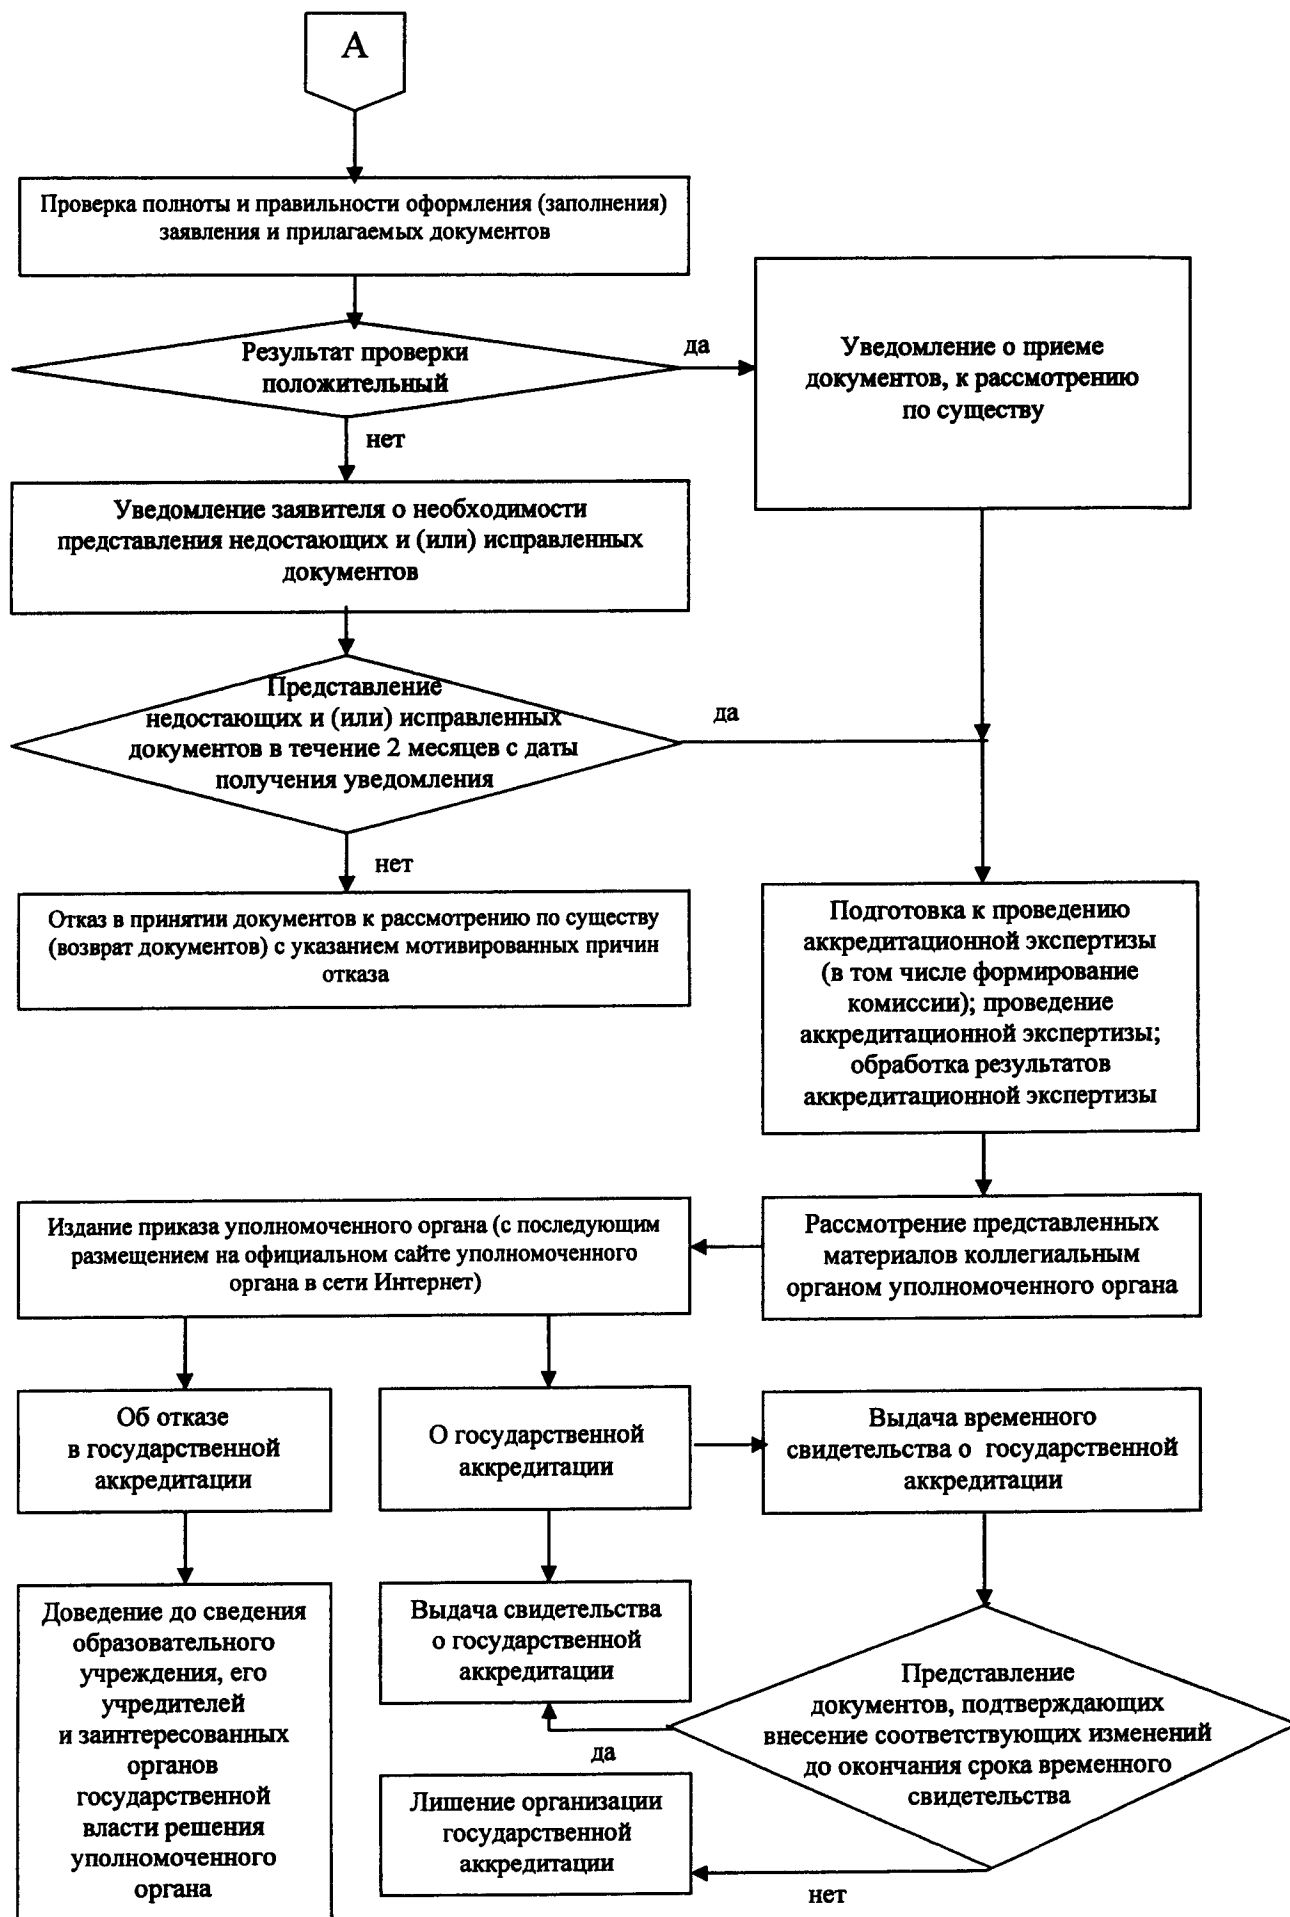 А
Проверка полноты и правильности оформления (заполнения)
заявления и прилагаемых документов
Результат проверки
положительный
да
Уведомление о приеме
документов, к рассмотрению
по существу
нет
Уведомление заявителя о необходимости
представления недостающих и (или) исправленных
документов
Представление
недостающих и (или) исправленных
документов в течение 2 месяцев с даты
получения уведомления
да
нет
Отказ в принятии документов к рассмотрению по существу
(возврат документов) с указанием мотивированных причин
отказа
Подготовка к проведению
аккредитационной экспертизы
(в том числе формирование
комиссии); проведение
аккредитационной экспертизы;
обработка результатов
аккредитационной экспертизы
Издание приказа уполномоченного органа (с последующим
размещением на официальном сайте уполномоченного
органа в сети Интернет)
Рассмотрение представленных
материалов коллегиальным
органом уполномоченного органа
Об отказе
в государственной
аккредитации
О государственной
аккредитации
Выдача временного
свидетельства о государственной
аккредитации
Доведение до сведения
образовательного
учреждения, его
учредителей
и заинтересованных
органов
государственной
власти решения
уполномоченного
органа
Выдача свидетельства
о государственной
аккредитации
Представление
документов, подтверждающих
внесение соответствующих изменений
до окончания срока временного
свидетельства
да
Лишение организации
государственной
аккредитации
нет